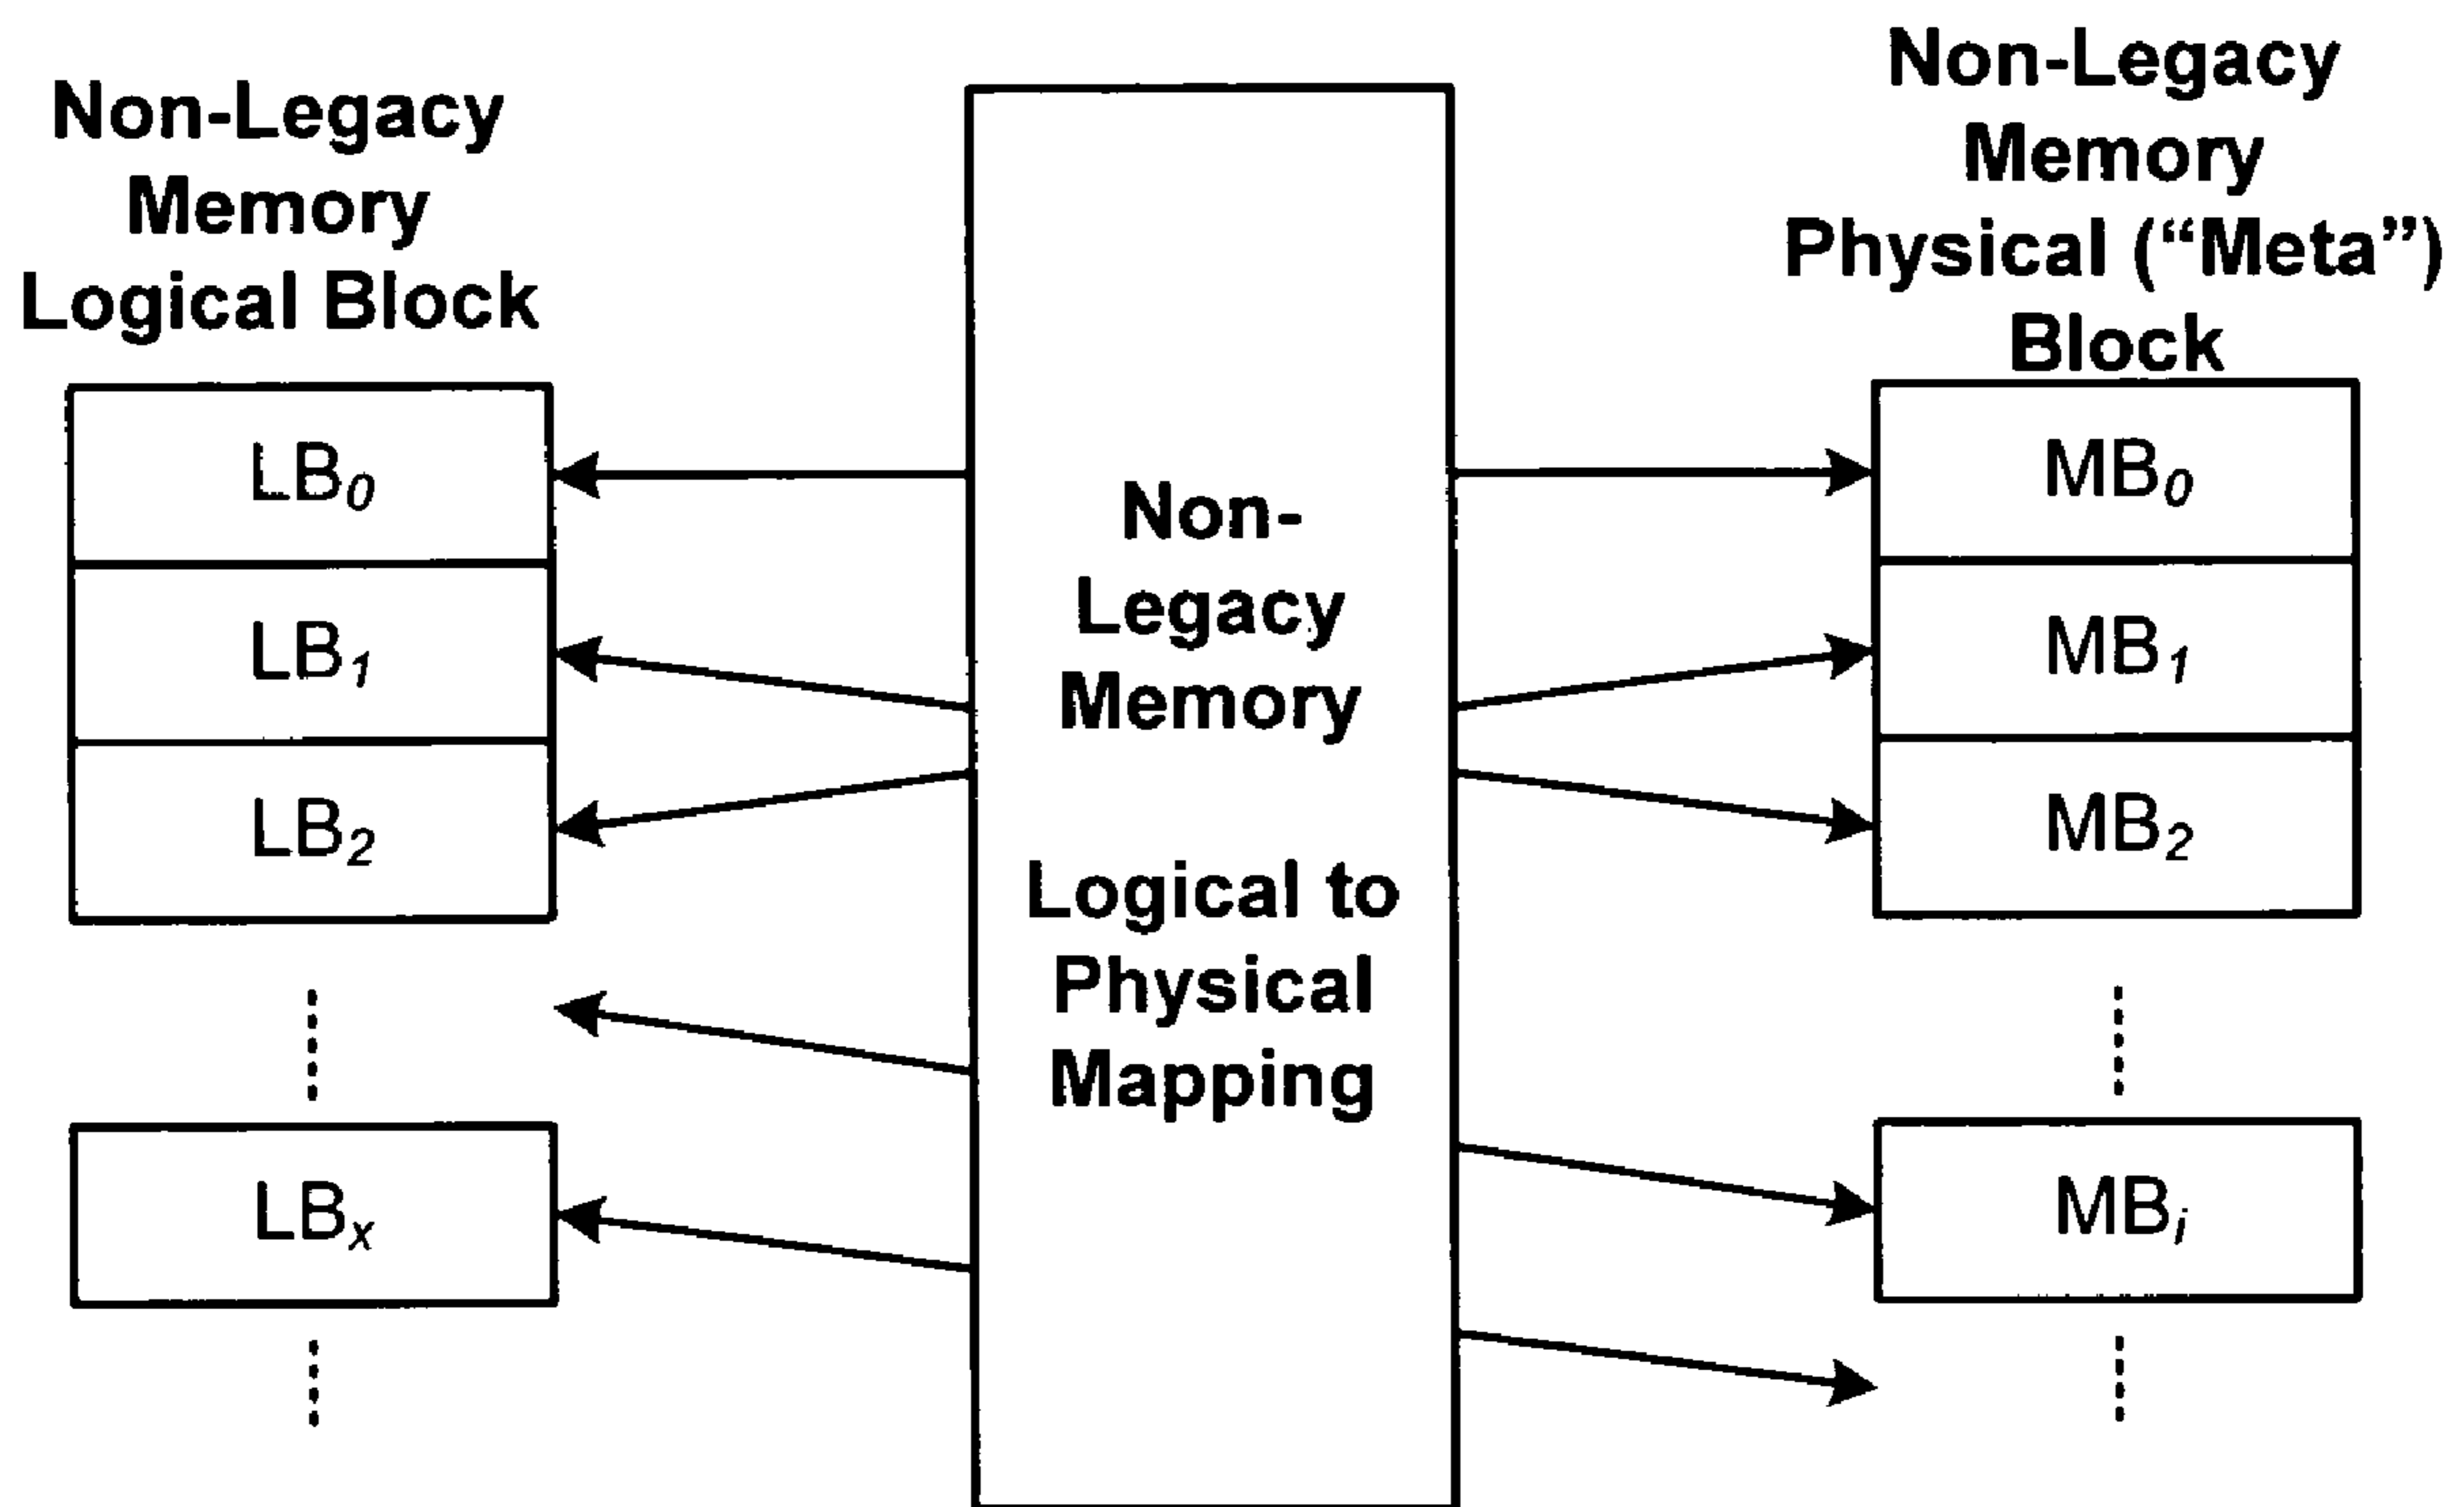 Non-Legacy
Memory
Logical Block
LB0
LB1
LB2
LBx
Non-
Legacy
Memory
Logical to
Physical
Mapping
Non-Legacy
Memory
Physical (“Meta”)
Block
MB0
MB1
MB2
MBi